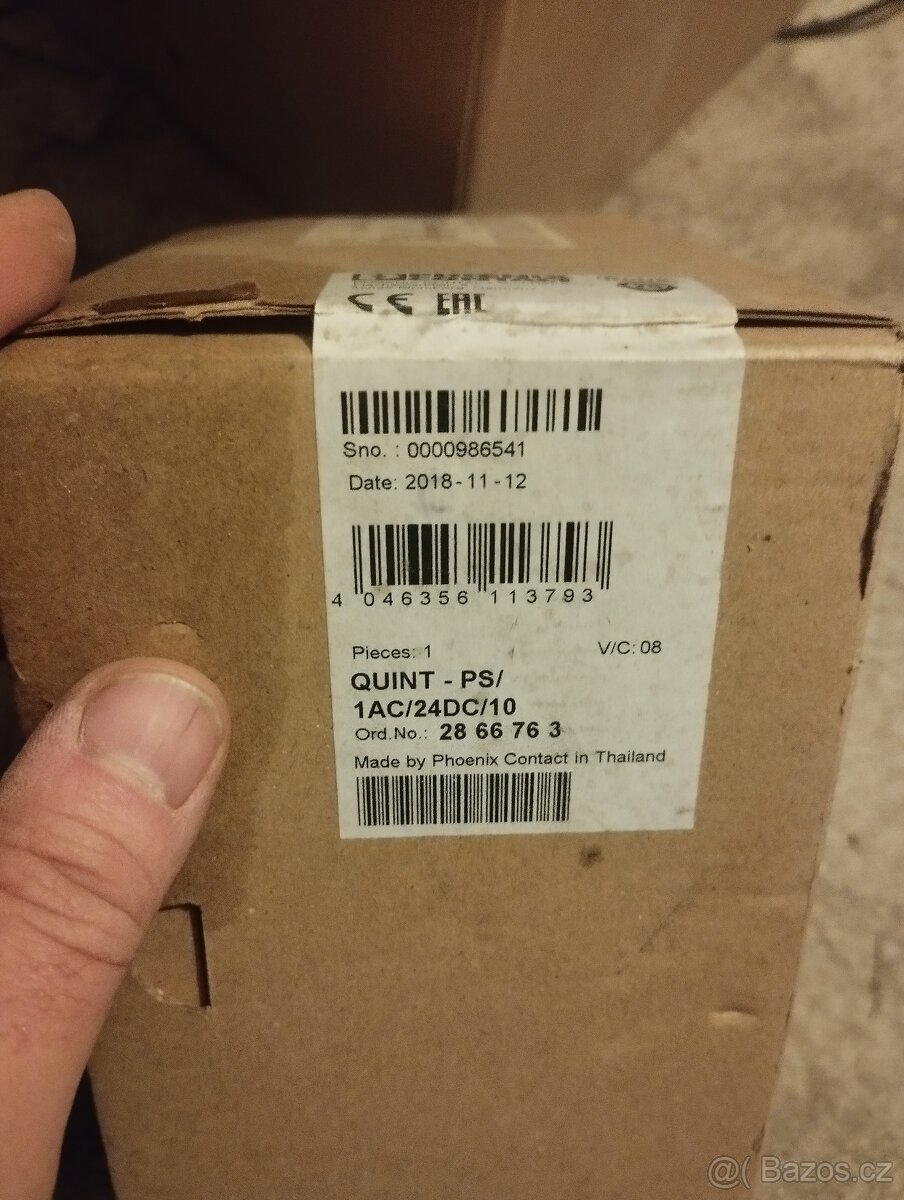 CE EAC
Sno. : 0000986541
Date: 2018-11-12
4 046356 113793
Pieces: 1
V/C: 08
QUINT - PS/
1AC/24DC/10
Ord.No.: 28 66 76 3
Made by Phoenix Contact in Thailand
@( Bazos.cz